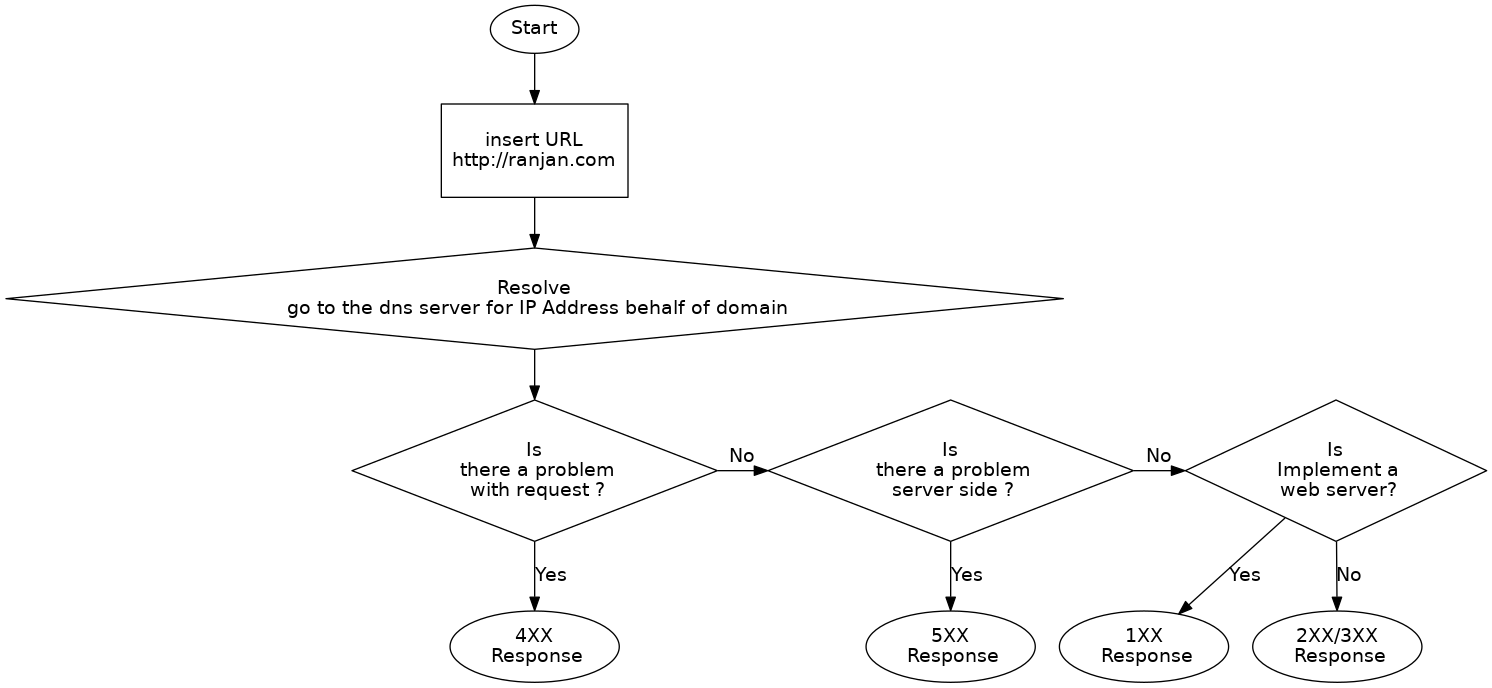 Start
insert URL
http://ranjan.com
Resolve
go to the dns server for IP Address behalf of domain
Is
there a problem
with request ?
No
Is
there a problem
server side ?
No
Is
Implement a
web server?
Yes
Yes
Yes
No
4XX
Response
5XX
Response
1XX
Response
2XX/3XX
Response